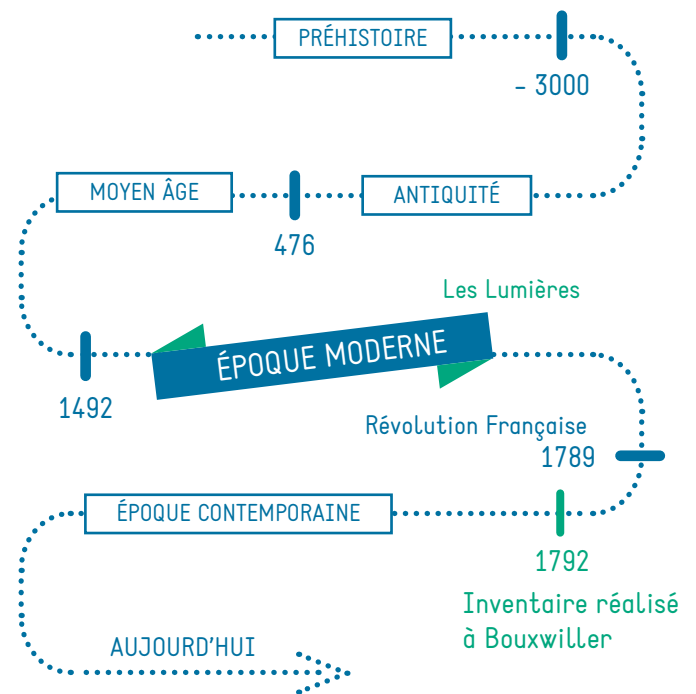 PRÉHISTOIRE
- 3000
ANTIQUITÉ
476
MOYEN ÂGE
1492
ÉPOQUE MODERNE
Les Lumières
Révolution Française
1789
1792
Inventaire réalisé
à Bouxwiller
ÉPOQUE CONTEMPORAINE
AUJOURD'HUI